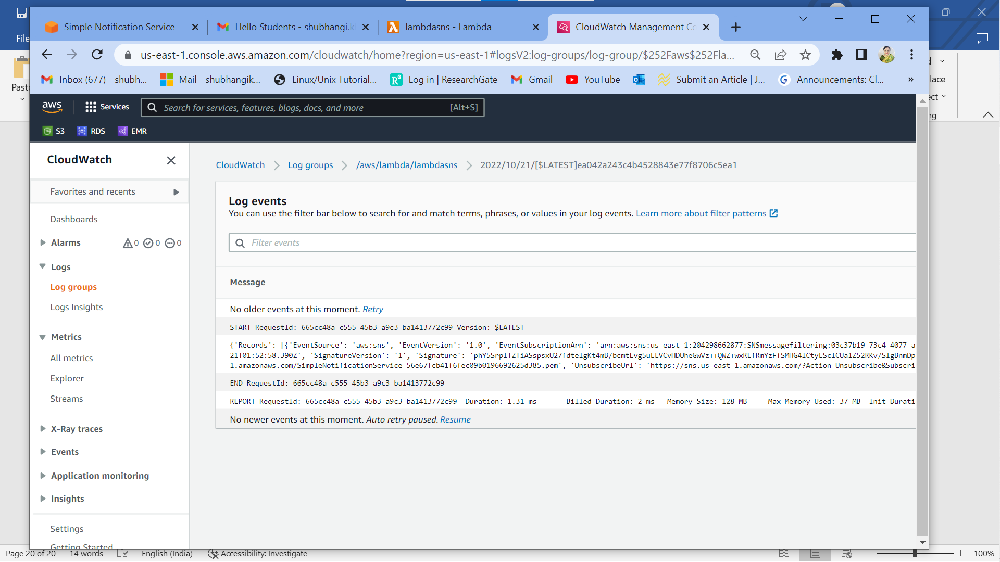 Simple Notification Service
Hello Students - shubhangi.k
lambdasns - Lambda
CloudWatch Management Co
File
us-east-1.console.aws.amazon.com/cloudwatch/home?region=us-east-1#logsV2:log-groups/log-group/$252Faws$252Fla...
Paste
Inbox (677) - shubh...
Mail - shubhangik...
Linux/Unix Tutorial...
Log in | ResearchGate
Gmail
YouTube
Submit an Article | J...
Announcements: Cl...
»
lace
ect
ng
aws
Services
Search for services, features, blogs, docs, and more
[Alt+S]
S3
RDS
EMR
CloudWatch
Favorites and recents
Dashboards
Alarms
0
0
0
Logs
Log groups
Logs Insights
Metrics
All metrics
Explorer
Streams
X-Ray traces
Events
Application monitoring
Insights
Settings
Getting Started
CloudWatch
Log groups
/aws/lambda/lambdasns
2022/10/21/[$LATEST]ea042a243c4b4528843e77f8706c5ea1
Log events
You can use the filter bar below to search for and match terms, phrases, or values in your log events. Learn more about filter patterns
Filter events
Message
No older events at this moment. Retry
START RequestId: 665cc48a-c555-45b3-a9c3-ba1413772c99 Version: $LATEST
{'Records': [{'EventSource': 'aws:sns', 'EventVersion': '1.0', 'EventSubscriptionArn': 'arn:aws:sns:us-east-1:204298662877:SNSmessagefiltering:03c37b19-73c4-4077-a
21T01:52:58.390Z', 'SignatureVersion': '1', 'Signature': 'phY5SrpITZTiASspsxU27fdtelgKt4mB/bcmtLvg5uELVCvHDUheGwVz++QWZ+wxREfRmYzFfSMHG4lCtyESclCUa1Z52RKv/SIgBnmDp
1.amazonaws.com/SimpleNotificationService-56e67fcb41f6fec09b0196692625d385.pem', 'UnsubscribeUrl': 'https://sns.us-east-1.amazonaws.com/?Action=Unsubscribe&Subscri
END RequestId: 665cc48a-c555-45b3-a9c3-ba1413772c99
REPORT RequestId: 665cc48a-c555-45b3-a9c3-ba1413772c99 Duration: 1.31 ms Billed Duration: 2 ms Memory Size: 128 MB Max Memory Used: 37 MB Init Durati
No newer events at this moment. Auto retry paused. Resume
Page 20 of 20
14 words
English (India)
Accessibility: Investigate
100%